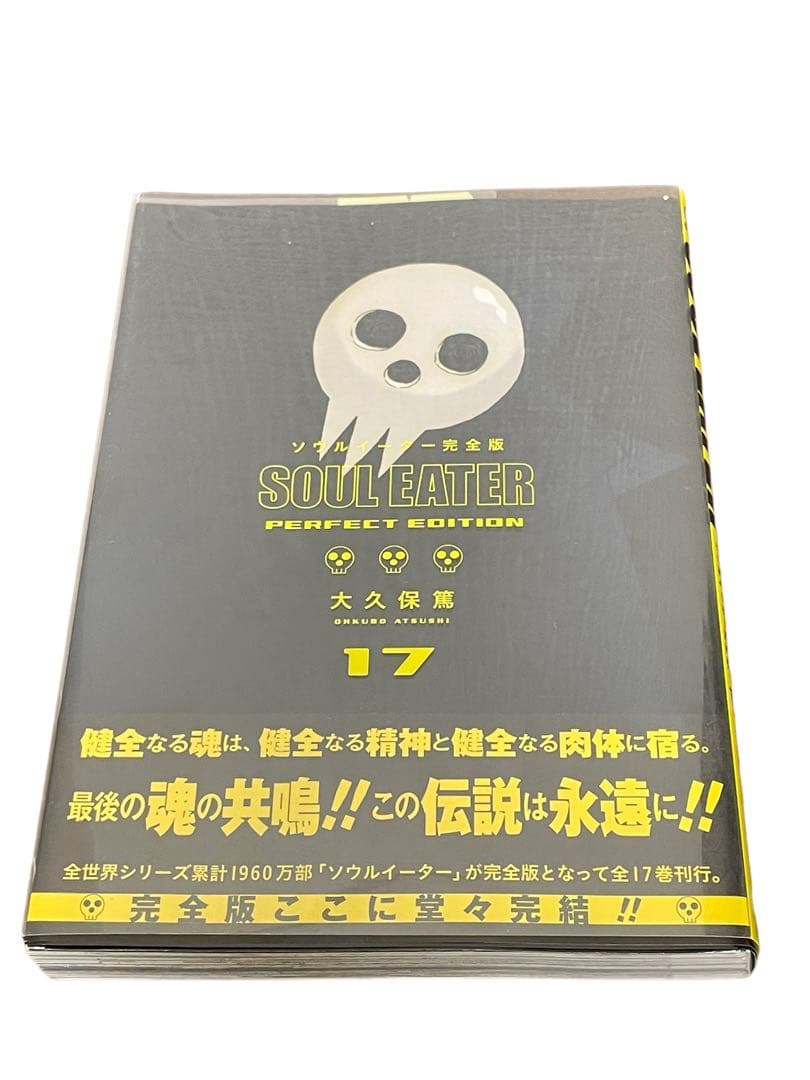 ソウルイーター完全版
SOUL EATER
PERFECT EDITION
大久保篤
OHKUBO ATSUSHI
17
健全なる魂は、健全なる精神と健全なる肉体に宿る。
最後の魂の共鳴!!この伝説は永遠に!!
全世界シリーズ累計1960万部「ソウルイーター」が完全版となって全17巻刊行。
完全版ここに堂々完結!!